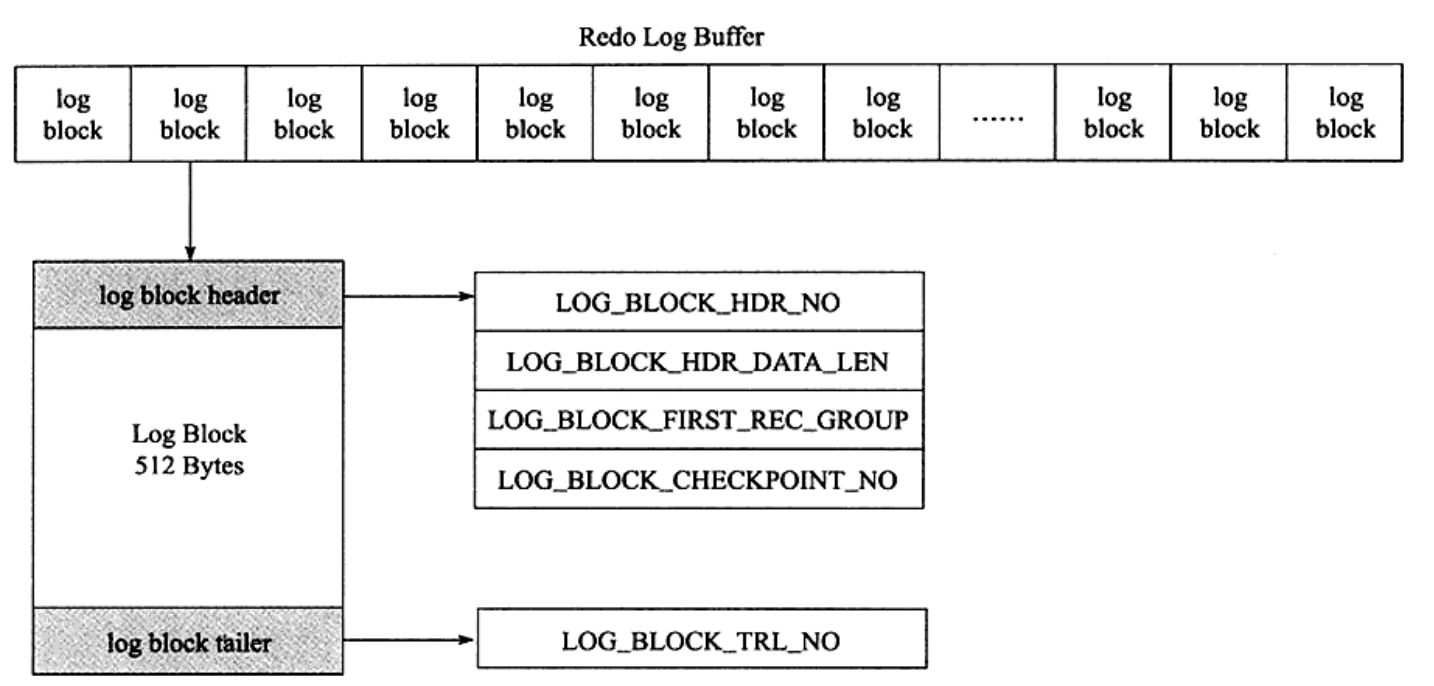 Redo Log Buffer
log block
log block
log block
log block
log block
log block
log block
log block
......
log block
log block
log block
log block header
LOG_BLOCK_HDR_NO
LOG_BLOCK_HDR_DATA_LEN
LOG_BLOCK_FIRST_REC_GROUP
LOG_BLOCK_CHECKPOINT_NO
Log Block
512 Bytes
log block tailer
LOG_BLOCK_TRL_NO